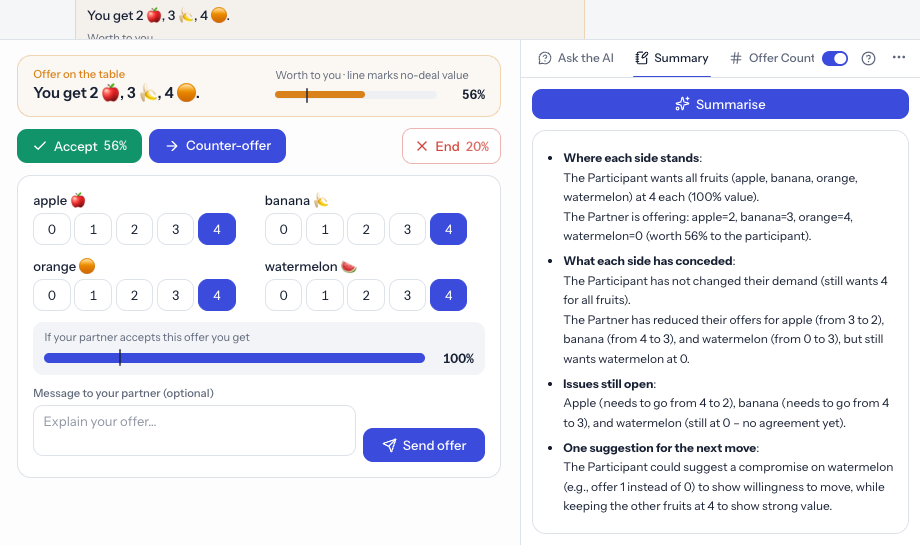 You get 2 🍎, 3 🍌, 4 🟠.
Worth to you
Offer on the table
You get 2 🍎, 3 🍌, 4 🟠.
Worth to you · line marks no-deal value
56%
Accept 56%
Counter-offer
End 20%
apple 🍎
0 1 2 3 4
banana 🍌
0 1 2 3 4
orange 🟠
0 1 2 3 4
watermelon 🍉
0 1 2 3 4
If your partner accepts this offer you get
100%
Message to your partner (optional)
Explain your offer...
Send offer
Ask the AI
Summary
Offer Count
Summarise
• Where each side stands:
The Participant wants all fruits (apple, banana, orange,
watermelon) at 4 each (100% value).
The Partner is offering: apple=2, banana=3, orange=4,
watermelon=0 (worth 56% to the participant).
• What each side has conceded:
The Participant has not changed their demand (still wants 4
for all fruits).
The Partner has reduced their offers for apple (from 3 to 2),
banana (from 4 to 3), and watermelon (from 0 to 3), but still
wants watermelon at 0.
• Issues still open:
Apple (needs to go from 4 to 2), banana (needs to go from 4
to 3), and watermelon (still at 0 – no agreement yet).
• One suggestion for the next move:
The Participant could suggest a compromise on watermelon
(e.g., offer 1 instead of 0) to show willingness to move, while
keeping the other fruits at 4 to show strong value.